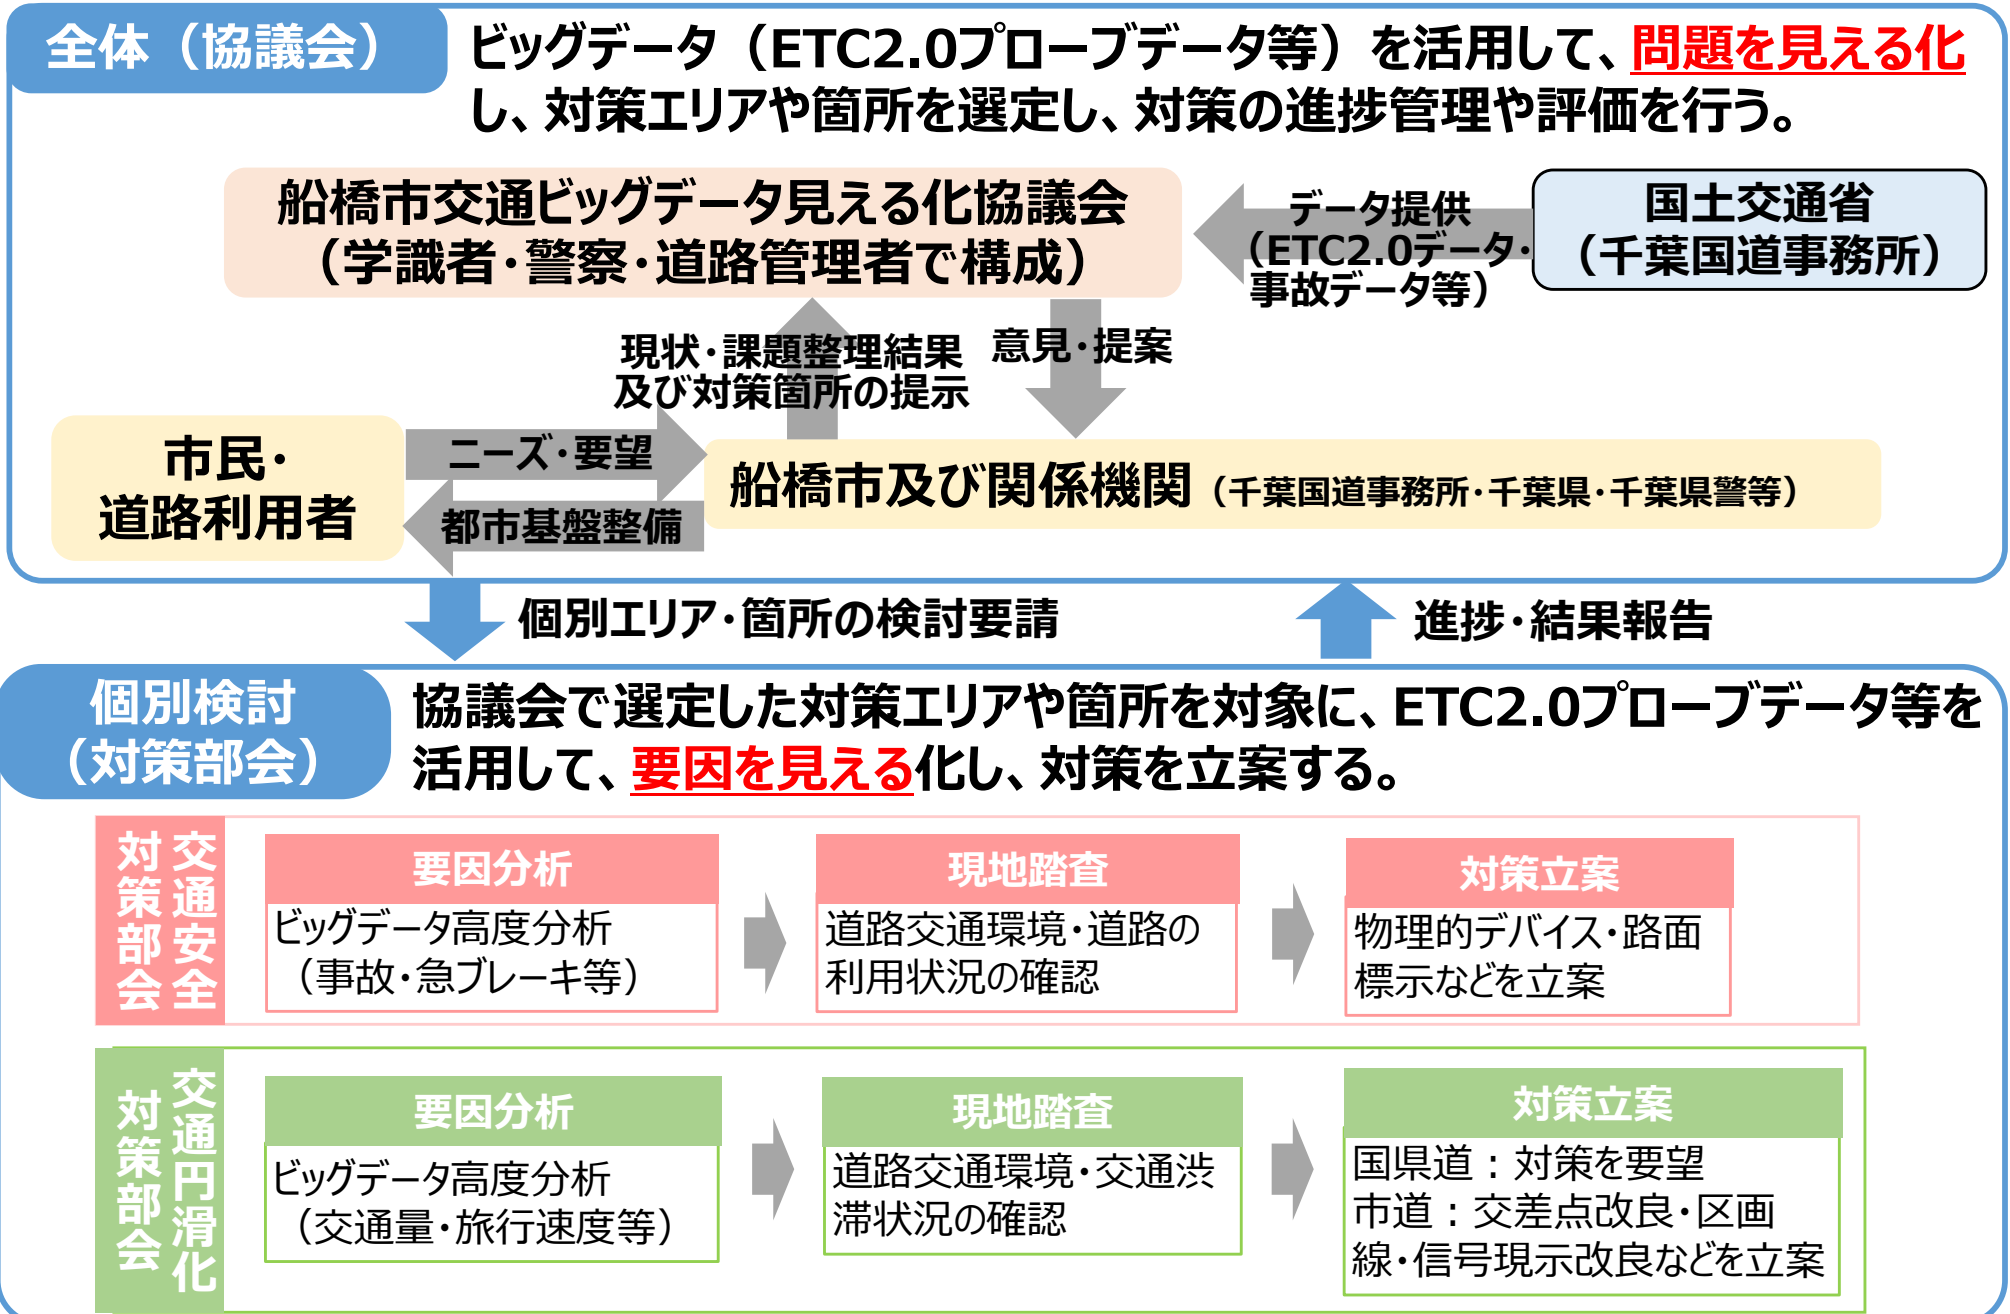 全体（協議会）
ビッグデータ（ETC2.0プローブデータ等）を活用して、問題を見える化
し、対策エリアや箇所を選定し、対策の進捗管理や評価を行う。
船橋市交通ビッグデータ見える化協議会
（学識者・警察・道路管理者で構成）
データ提供
（ETC2.0データ・
事故データ等）
国土交通省
（千葉国道事務所）
現状・課題整理結果
及び対策箇所の提示
意見・提案
市民・
道路利用者
ニーズ・要望
都市基盤整備
船橋市及び関係機関（千葉国道事務所・千葉県・千葉県警等）
個別エリア・箇所の検討要請
進捗・結果報告
個別検討
（対策部会）
協議会で選定した対策エリアや箇所を対象に、ETC2.0プローブデータ等を
活用して、要因を見える化し、対策を立案する。
交通安全
対策部会
要因分析
ビッグデータ高度分析
（事故・急ブレーキ等）
現地踏査
道路交通環境・道路の
利用状況の確認
対策立案
物理的デバイス・路面
標示などを立案
交通円滑化
対策部会
要因分析
ビッグデータ高度分析
（交通量・旅行速度等）
現地踏査
道路交通環境・交通渋
滞状況の確認
対策立案
国県道：対策を要望
市道：交差点改良・区画
線・信号現示改良などを立案